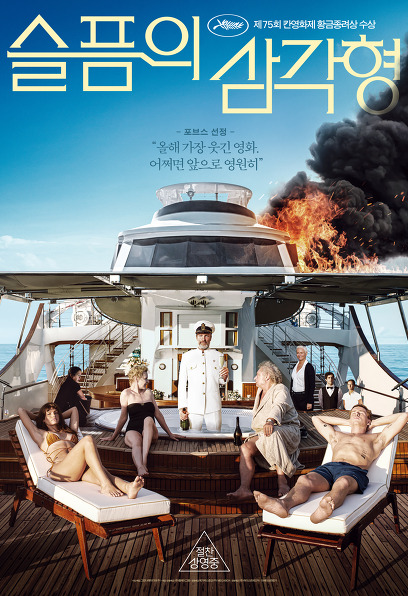 슬픔의
삼각형
제75회 칸영화제 황금종려상 수상
- 포브스 선정 -
“올해 가장 웃긴 영화.
어쩌면 앞으로 영원히”
절찬
상영중